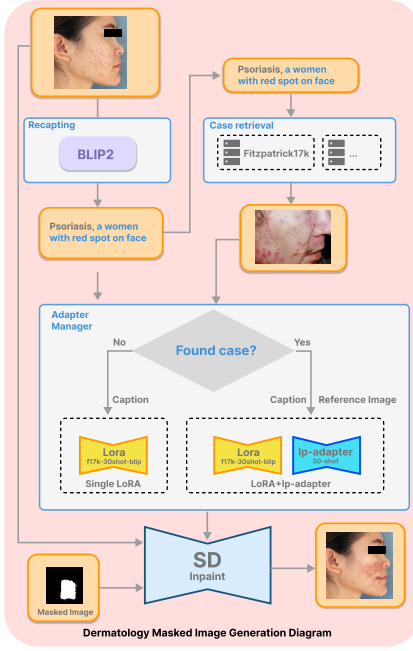 Psoriasis, a women
with red spot on face
Recapting
BLIP2
Case retrieval
Fitzpatrick17k
...
Psoriasis, a women
with red spot on face
Adapter
Manager
Found case?
No
Yes
Caption
Caption
Reference Image
Lora
f17k-30shot-blip
Single LoRA
Lora
f17k-30shot-blip
Ip-adapter
30-shot
LoRA+Ip-adapter
SD
Inpaint
Masked Image
Dermatology Masked Image Generation Diagram